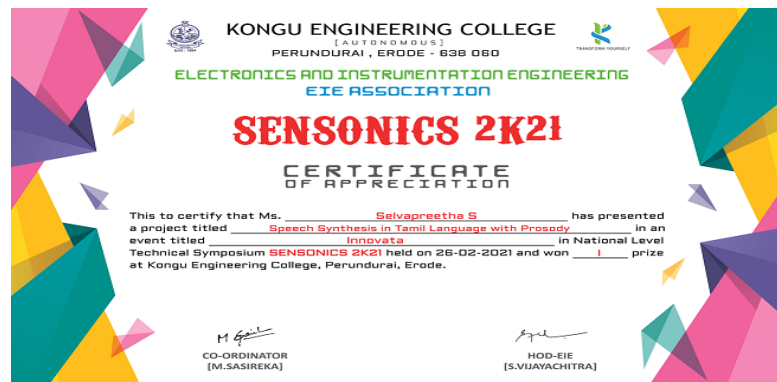 KONGU ENGINEERING COLLEGE
[AUTONOMOUS]
PERUNDURAI , ERODE - 638 060
TRANSFORM YOURSELF
ELECTRONICS AND INSTRUMENTATION ENGINEERING
EIE ASSOCIATION
SENSONICS 2K21
CERTIFICATE
OF APPRECIATION
This to certify that Ms. Selvapreetha S has presented
a project titled Speech Synthesis in Tamil Language with Prosody in an
event titled Innovata in National Level
Technical Symposium SENSONICS 2K21 held on 26-02-2021 and won I prize
at Kongu Engineering College, Perundurai, Erode.
CO-ORDINATOR
[M.SASIREKA]
HOD-EIE
[S.VIJAYACHITRA]